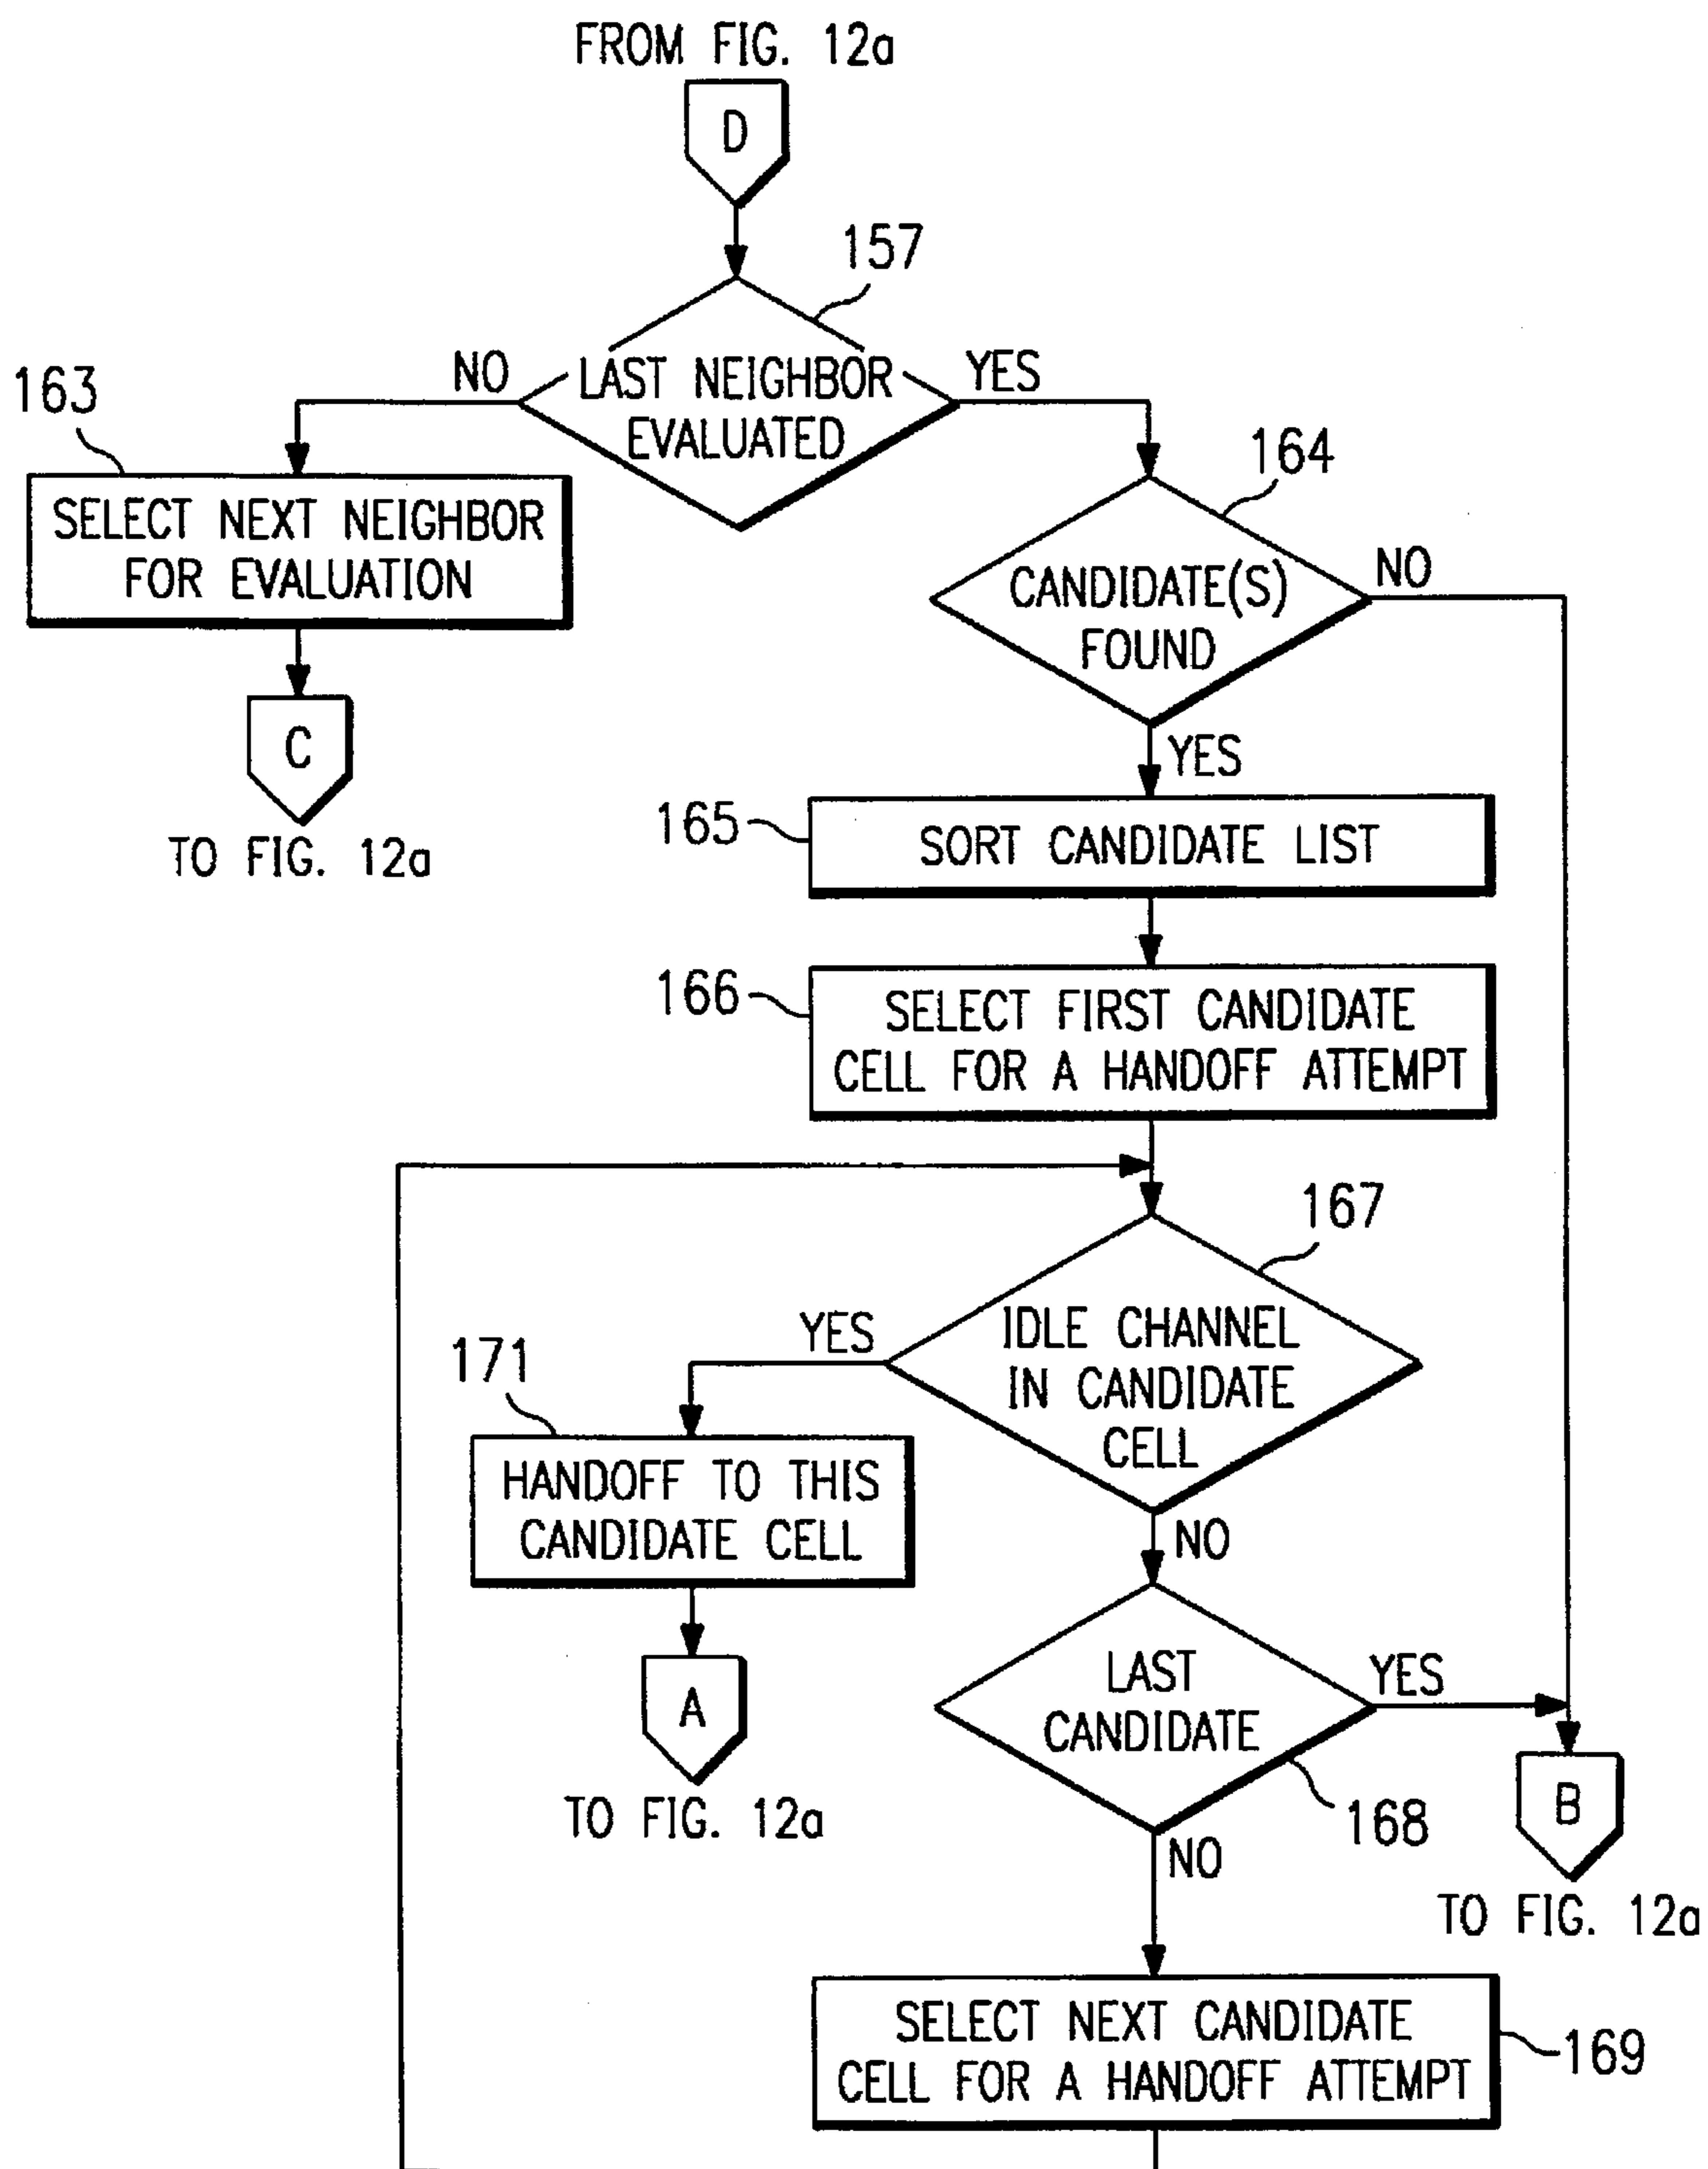 FROM FIG. 12a
D
157
NO
LAST NEIGHBOR
EVALUATED
YES
163
SELECT NEXT NEIGHBOR
FOR EVALUATION
C
TO FIG. 12a
164
CANDIDATE(S)
FOUND
NO
YES
165
SORT CANDIDATE LIST
166
SELECT FIRST CANDIDATE
CELL FOR A HANDOFF ATTEMPT
167
YES
IDLE CHANNEL
IN CANDIDATE
CELL
171
HANDOFF TO THIS
CANDIDATE CELL
NO
A
TO FIG. 12a
LAST
CANDIDATE
YES
168
NO
B
TO FIG. 12a
SELECT NEXT CANDIDATE
CELL FOR A HANDOFF ATTEMPT
169